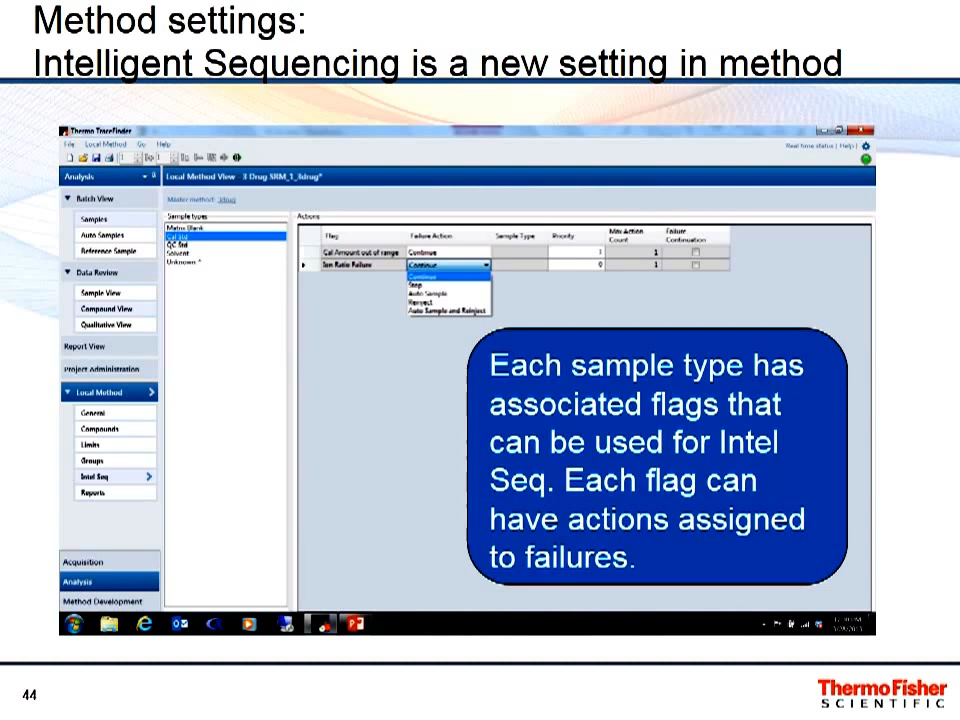 Method settings:
Intelligent Sequencing is a new setting in method
Thermo TraceFinder
File Local Method Go Help
Real time status | Help |
Analysis
Local Method View - 3 Drug SRM_1_3drug*
Batch View
Master method: 3drug
Samples
Auto Samples
Reference Sample
Data Review
Sample View
Compound View
Qualitative View
Report View
Project Administration
Local Method
General
Compounds
Limits
Groups
Intel Seq
Reports
Acquisition
Analysis
Method Development
Sample types
Matrix Blank
Cal Std
QC Std
Solvent
Unknown *
Actions
Flag Failure Action Sample Type Priority Max Action Count Failure Continuation
Cal Amount out of range Continue 1 1
Ion Ratio Failure Continue 0 1
Continue
Stop
Auto Sample
Reinject
Auto Sample and Reinject
Each sample type has
associated flags that
can be used for Intel
Seq. Each flag can
have actions assigned
to failures.
44
ThermoFisher
SCIENTIFIC